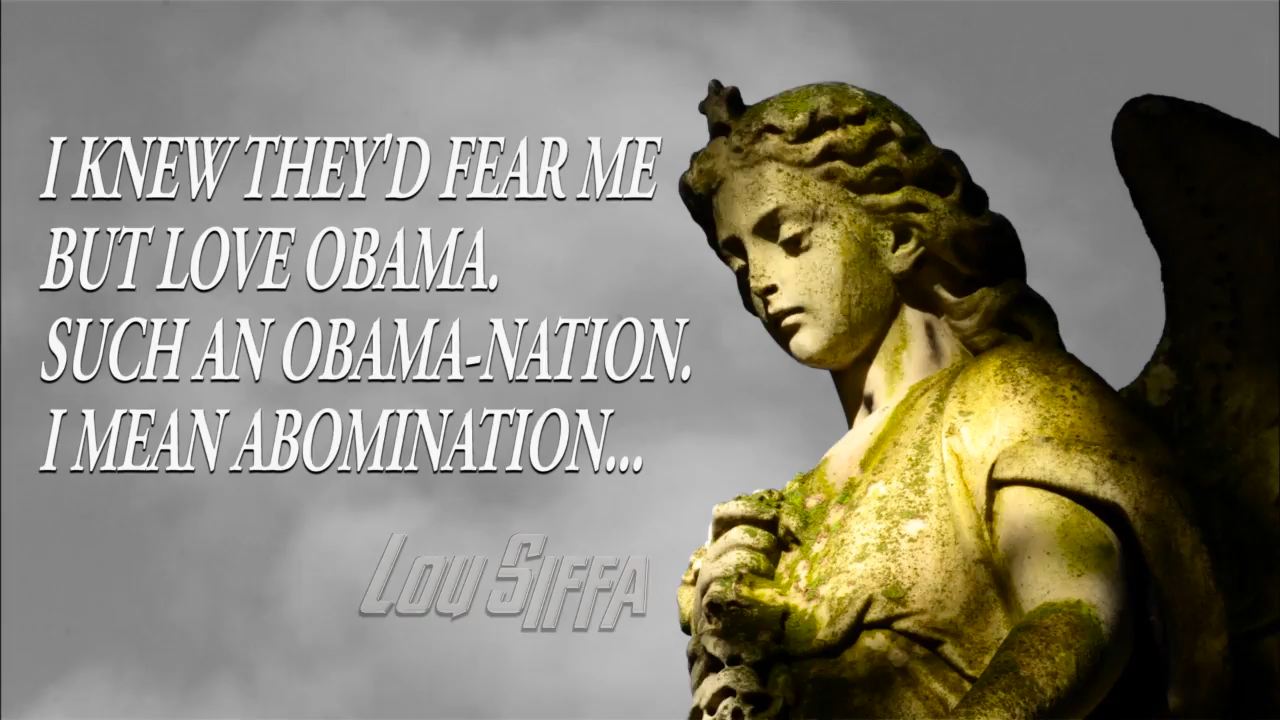 I KNEW THEY'D FEAR ME
BUT LOVE OBAMA.
SUCH AN OBAMA-NATION.
I MEAN ABOMINATION...
LOU SIFFA